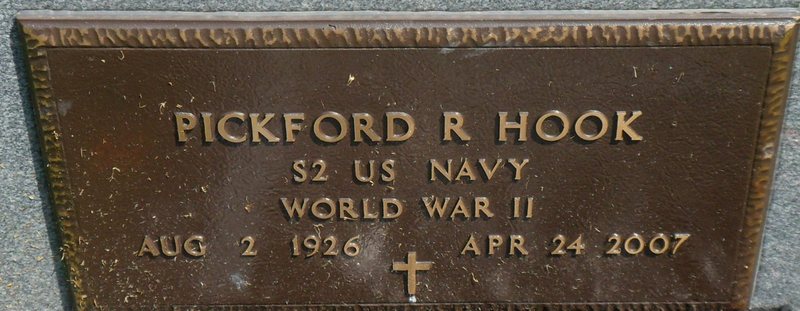 PICKFORD R HOOK
S2 US NAVY
WORLD WAR II
AUG 2 1926 APR 24 2007